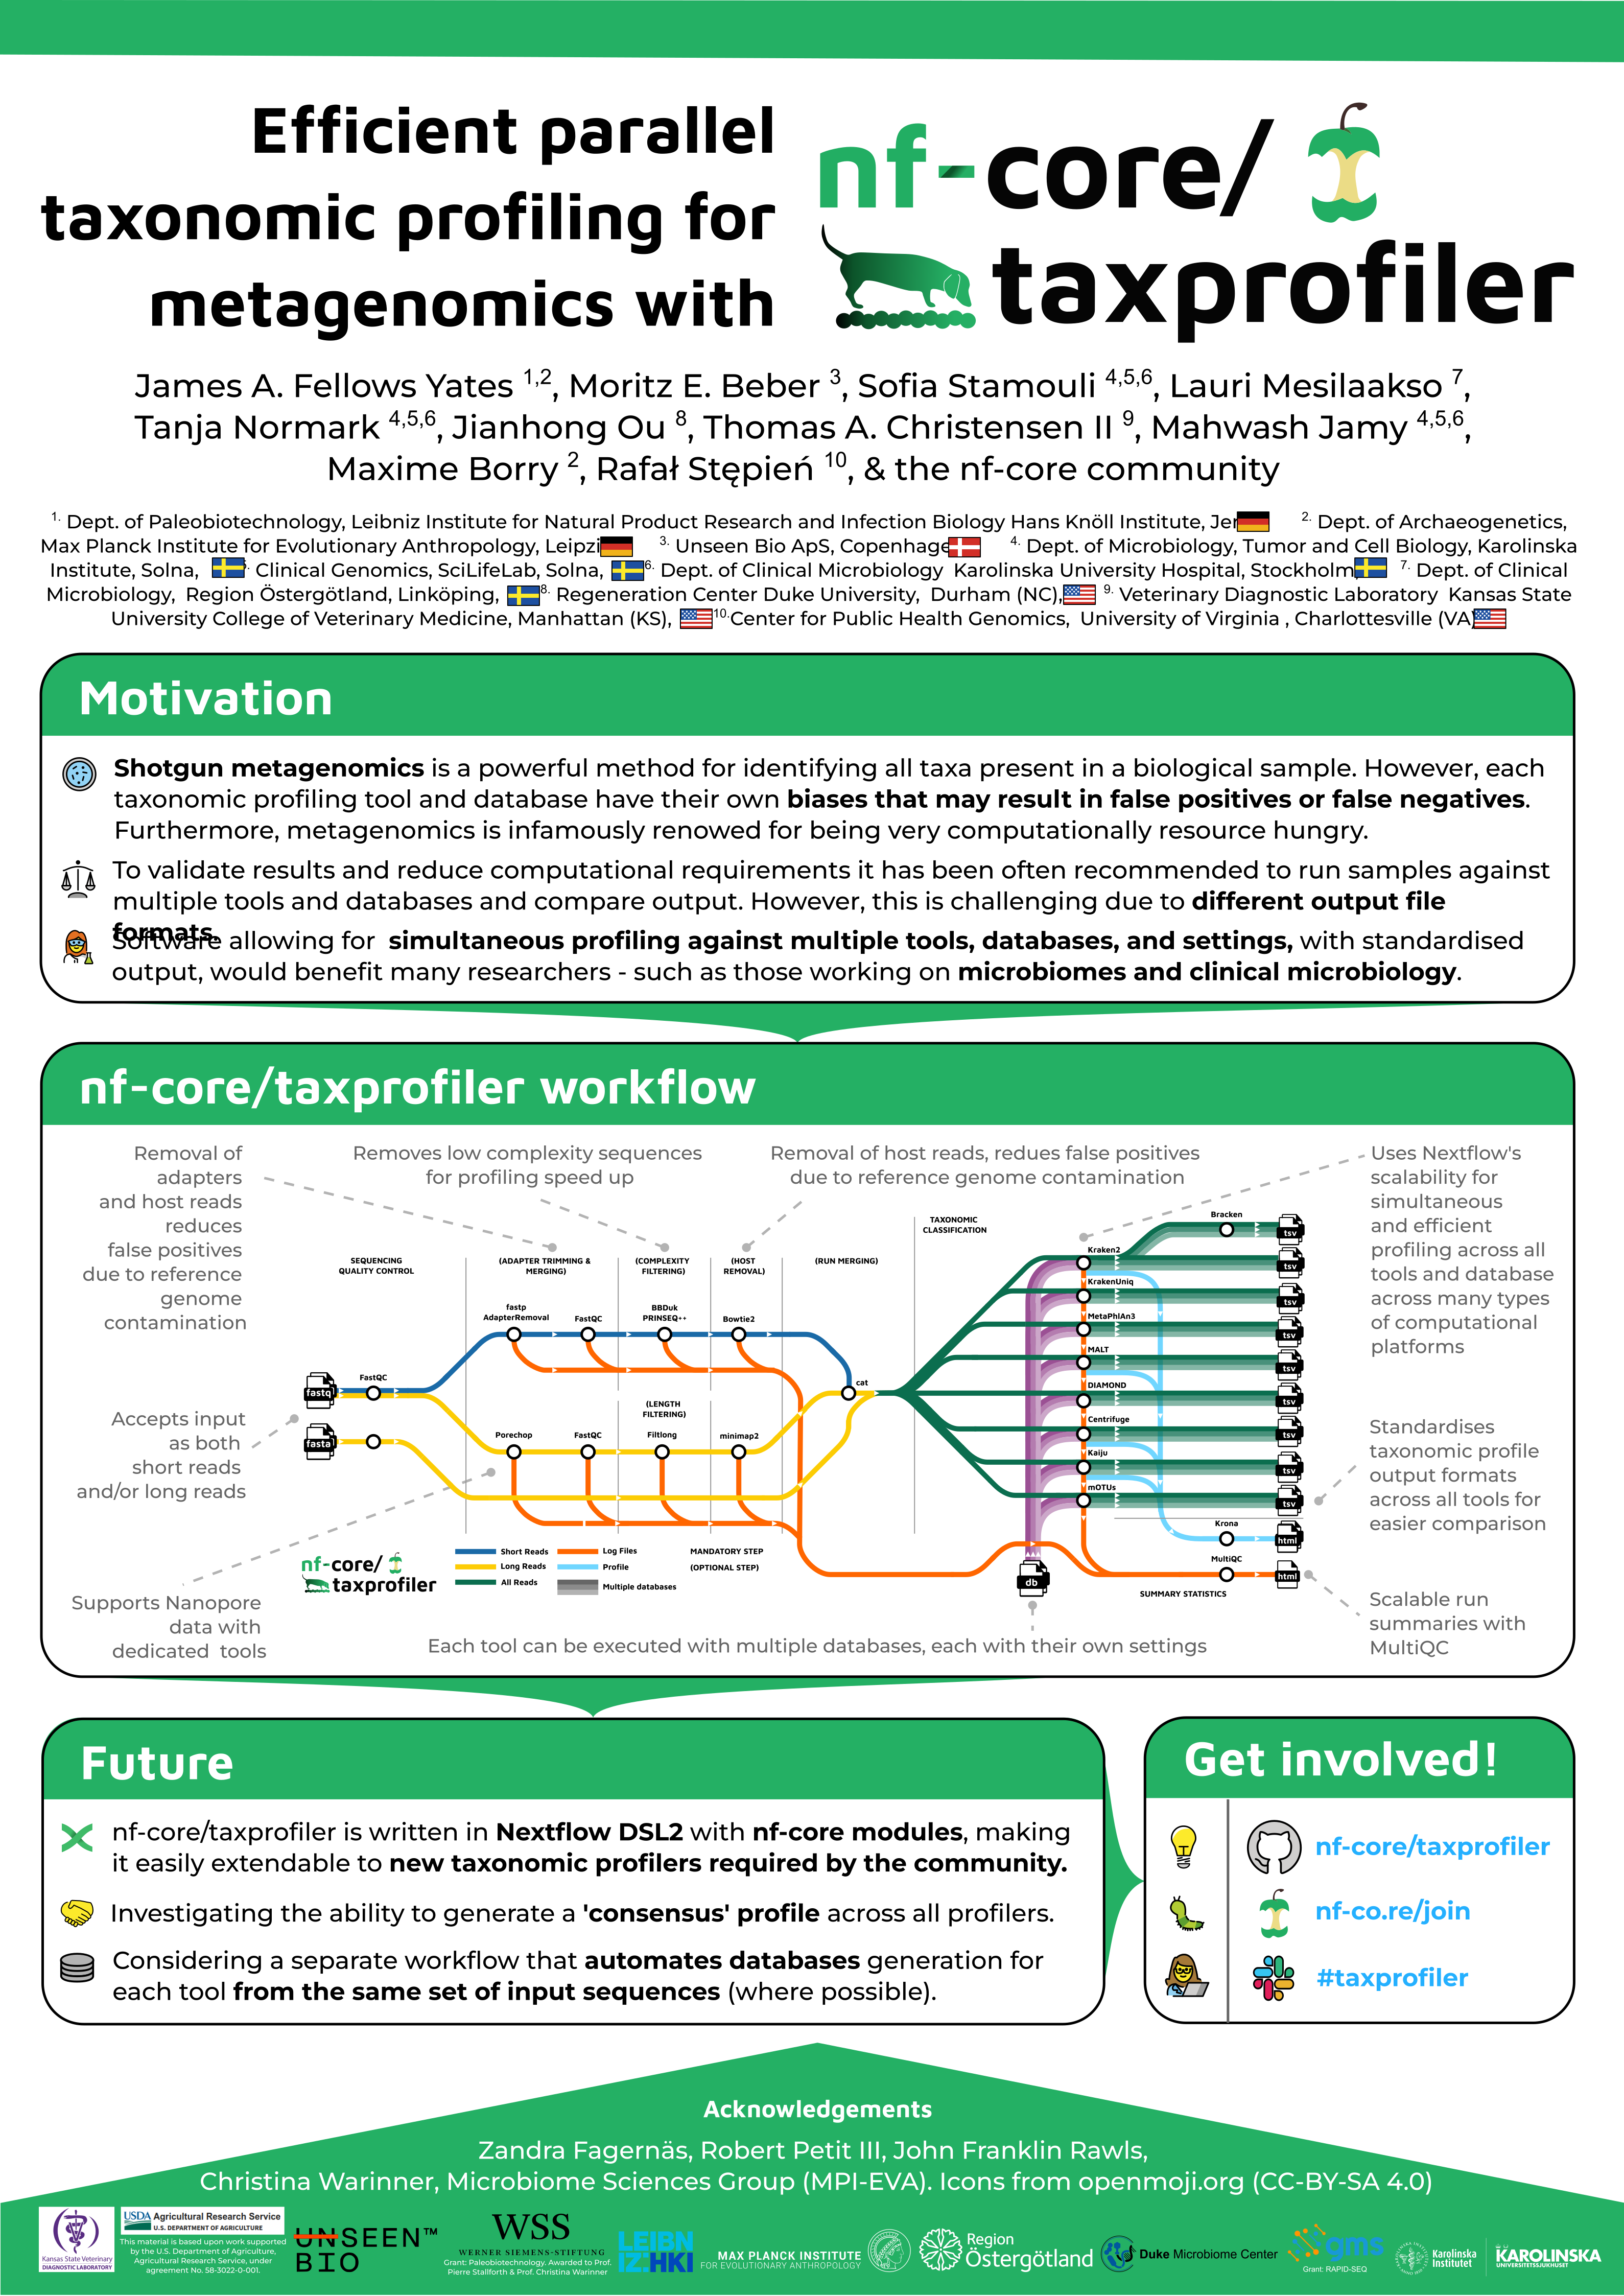 Efficient parallel
taxonomic profiling for
metagenomics with
nf-core/
taxprofiler
James A. Fellows Yates 1,2, Moritz E. Beber 3, Sofia Stamouli 4,5,6, Lauri Mesilaakso 7,
Tanja Normark 4,5,6, Jianhong Ou 8, Thomas A. Christensen II 9, Mahwash Jamy 4,5,6,
Maxime Borry 2, Rafał Stępień 10, & the nf-core community
1. Dept. of Paleobiotechnology, Leibniz Institute for Natural Product Research and Infection Biology Hans Knöll Institute, Jer 2. Dept. of Archaeogenetics,
Max Planck Institute for Evolutionary Anthropology, Leipzi 3. Unseen Bio ApS, Copenhage 4. Dept. of Microbiology, Tumor and Cell Biology, Karolinska
Institute, Solna, Clinical Genomics, SciLifeLab, Solna, 6. Dept. of Clinical Microbiology Karolinska University Hospital, Stockholm, 7. Dept. of Clinical
Microbiology, Region Östergötland, Linköping, 8. Regeneration Center Duke University, Durham (NC), 9. Veterinary Diagnostic Laboratory Kansas State
University College of Veterinary Medicine, Manhattan (KS), 10. Center for Public Health Genomics, University of Virginia , Charlottesville (VA)
Motivation
Shotgun metagenomics is a powerful method for identifying all taxa present in a biological sample. However, each
taxonomic profiling tool and database have their own biases that may result in false positives or false negatives.
Furthermore, metagenomics is infamously renowed for being very computationally resource hungry.
To validate results and reduce computational requirements it has been often recommended to run samples against
multiple tools and databases and compare output. However, this is challenging due to different output file
formats.
Software allowing for simultaneous profiling against multiple tools, databases, and settings, with standardised
output, would benefit many researchers - such as those working on microbiomes and clinical microbiology.
nf-core/taxprofiler workflow
Removal of
adapters
and host reads
reduces
false positives
due to reference
genome
contamination
Removes low complexity sequences
for profiling speed up
Removal of host reads, redues false positives
due to reference genome contamination
Uses Nextflow's
scalability for
simultaneous
and efficient
profiling across all
tools and database
across many types
of computational
platforms
SEQUENCING
QUALITY CONTROL
(ADAPTER TRIMMING &
MERGING)
(COMPLEXITY
FILTERING)
(HOST
REMOVAL)
(RUN MERGING)
TAXONOMIC
CLASSIFICATION
fastp
AdapterRemoval
FastQC
BBDuk
PRINSEQ++
Bowtie2
fastq
FastQC
cat
fasta
(LENGTH
FILTERING)
Porechop
FastQC
Filtlong
minimap2
Bracken
tsv
Kraken2
tsv
KrakenUniq
tsv
MetaPhlAn3
tsv
MALT
tsv
DIAMOND
tsv
Centrifuge
tsv
Kaiju
tsv
mOTUs
tsv
Krona
html
MultiQC
html
db
SUMMARY STATISTICS
Accepts input
as both
short reads
and/or long reads
Standardises
taxonomic profile
output formats
across all tools for
easier comparison
nf-core/
taxprofiler
Short Reads
Long Reads
All Reads
Log Files
Profile
Multiple databases
MANDATORY STEP
(OPTIONAL STEP)
Supports Nanopore
data with
dedicated tools
Each tool can be executed with multiple databases, each with their own settings
Scalable run
summaries with
MultiQC
Future
nf-core/taxprofiler is written in Nextflow DSL2 with nf-core modules, making
it easily extendable to new taxonomic profilers required by the community.
Investigating the ability to generate a 'consensus' profile across all profilers.
Considering a separate workflow that automates databases generation for
each tool from the same set of input sequences (where possible).
Get involved!
nf-core/taxprofiler
nf-co.re/join
#taxprofiler
Acknowledgements
Zandra Fagernäs, Robert Petit III, John Franklin Rawls,
Christina Warinner, Microbiome Sciences Group (MPI-EVA). Icons from openmoji.org (CC-BY-SA 4.0)
Kansas State Veterinary
DIAGNOSTIC LABORATORY
USDA Agricultural Research Service
U.S. DEPARTMENT OF AGRICULTURE
This material is based upon work supported
by the U.S. Department of Agriculture,
Agricultural Research Service, under
agreement No. 58-3022-0-001.
UNSEEN™
BIO
WSS
WERNER SIEMENS-STIFTUNG
Grant: Paleobiotechnology. Awarded to Prof.
Pierre Stallforth & Prof. Christina Warinner
LEIBN
IZ:HKI
MAX PLANCK INSTITUTE
FOR EVOLUTIONARY ANTHROPOLOGY
Region
Östergötland
Duke Microbiome Center
gms
Grant: RAPID-SEQ
Karolinska
Institutet
KAROLINSKA
UNIVERSITETSSJUKHUSET